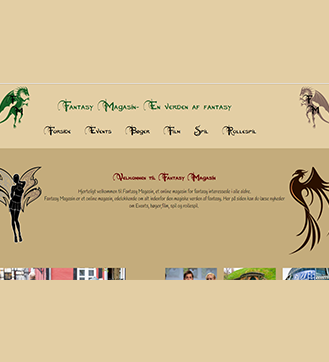 Fantasy Magasin- En verden af fantasy
Forside Events Bøger Film Spil Rollespil
Velkommen til Fantasy Magasin
Hjerteligt velkommen til Fantasy Magasin, et online magasin for fantasy interesserede i alle aldre.
Fantasy Magasin er et online magasin, udelukkende om alt, indenfor den magiske verden af fantasy. Her på siden kan du læse nyheder
om Events, bøger, film, spil og rollespil.